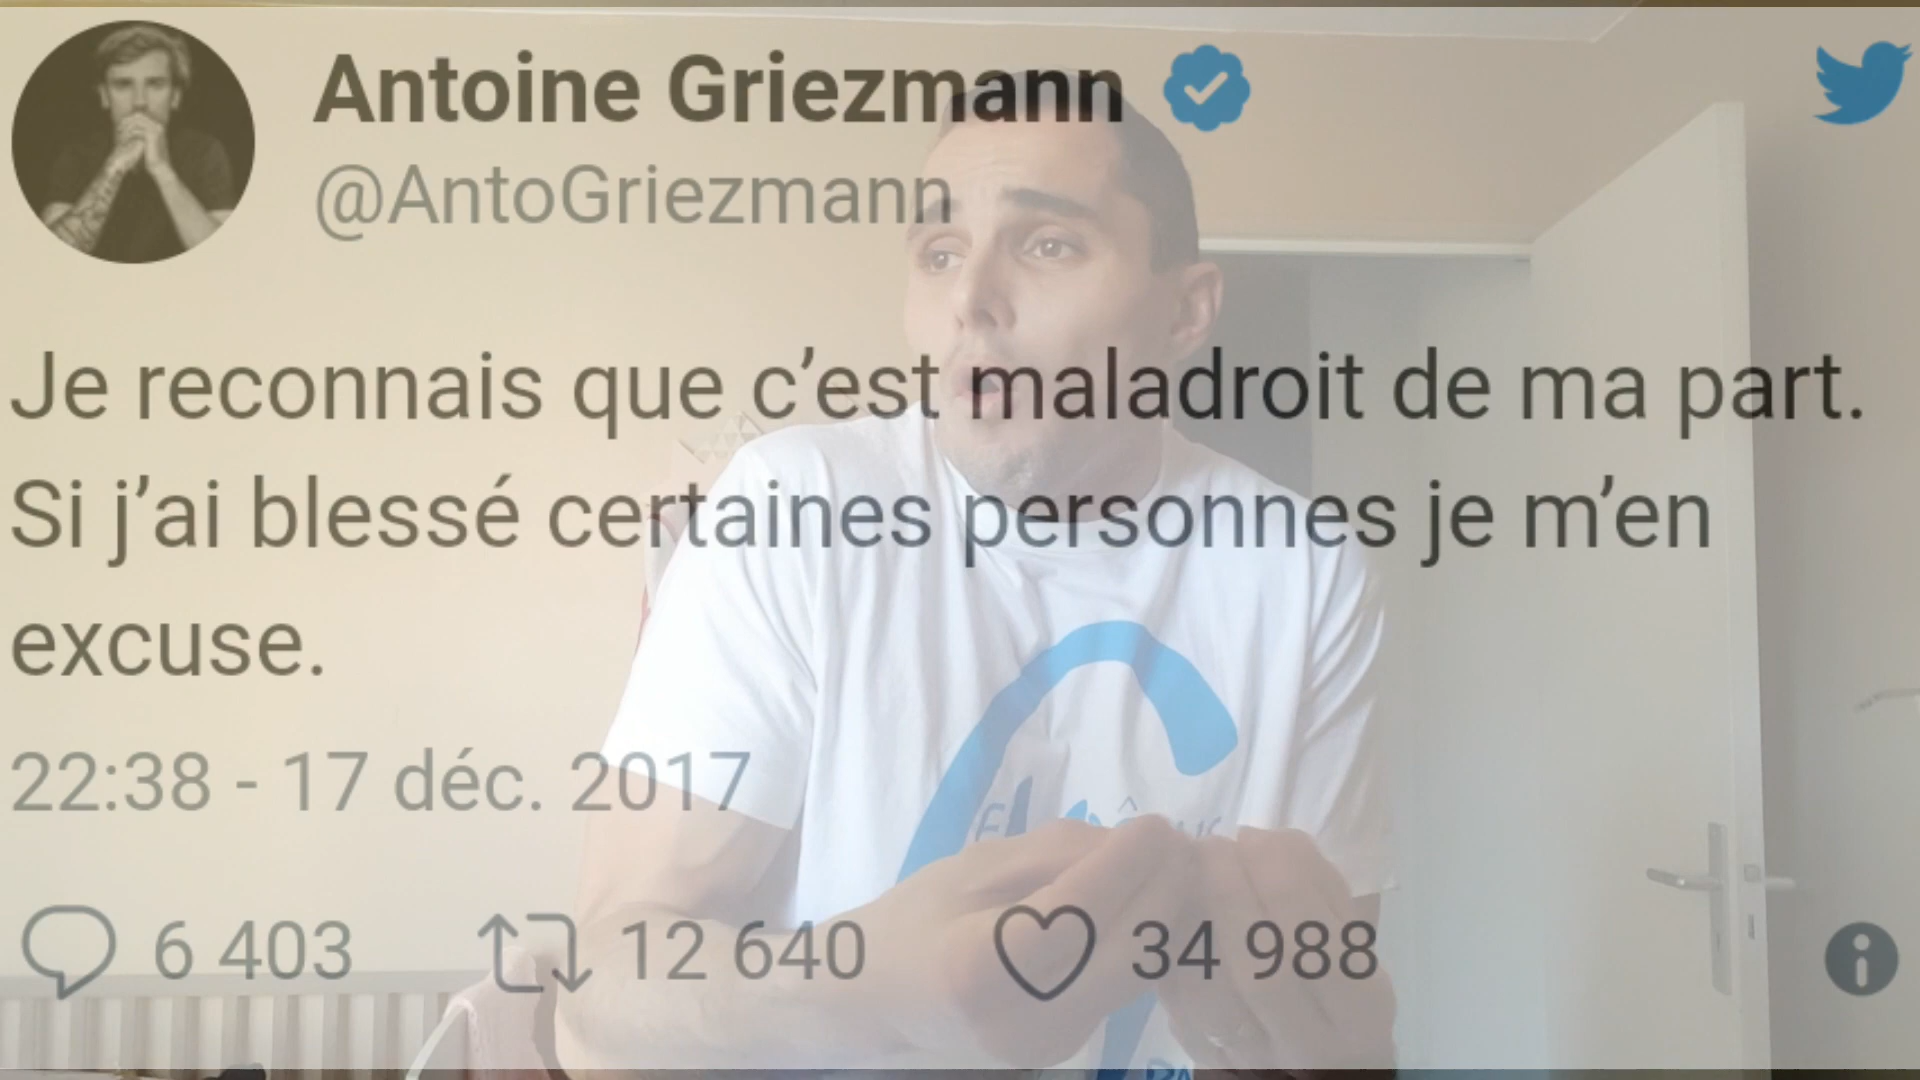 Antoine Griezmann
@AntoGriezmann
Je reconnais que c’est maladroit de ma part.
Si j’ai blessé certaines personnes je m’en
excuse.
22:38 - 17 déc. 2017
6 403 12 640 34 988